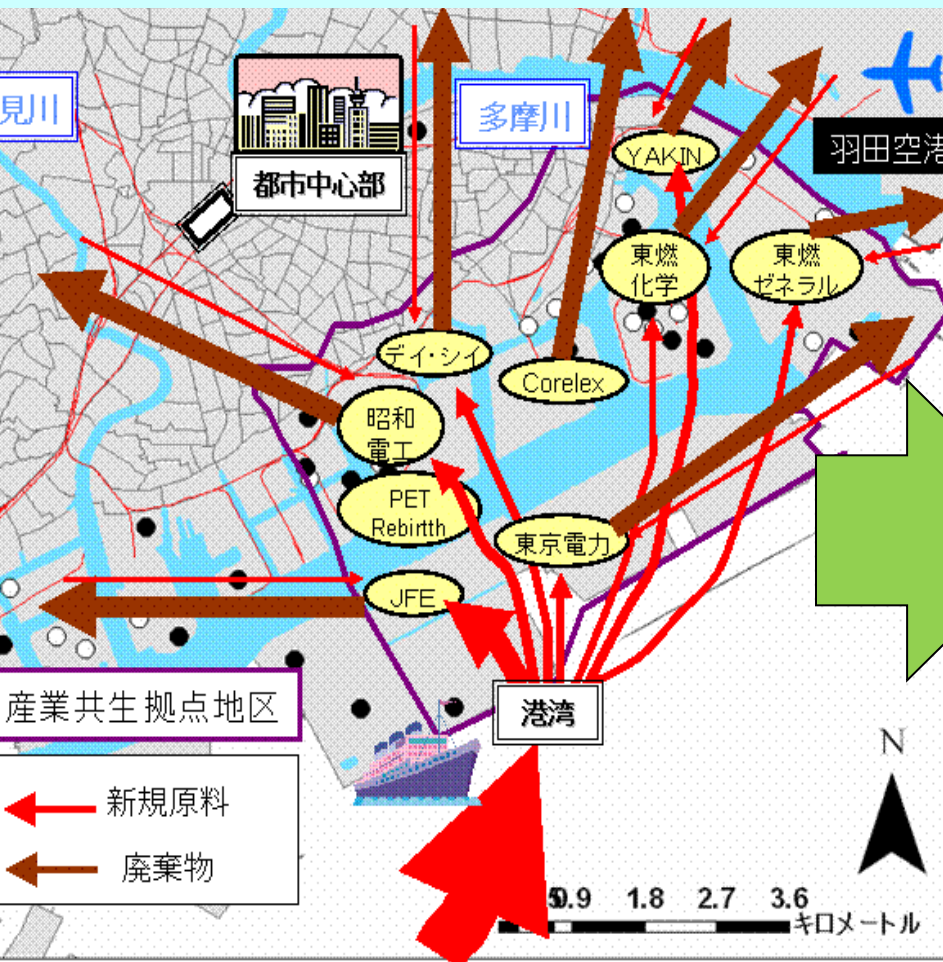 見川
多摩川
都市中心部
YAKIN
羽田空港
東燃
化学
東燃
ゼネラル
デイ・シイ
Corelex
昭和
電工
PET
Rebirtth
東京電力
JFE
産業共生拠点地区
港湾
新規原料
廃棄物
N
0.9 1.8 2.7 3.6
キロメートル